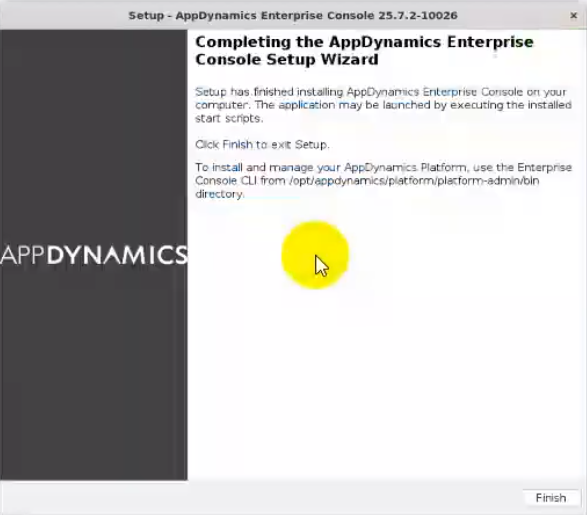 Setup - AppDynamics Enterprise Console 25.7.2-10026
×
Completing the AppDynamics Enterprise
Console Setup Wizard
Setup has finished installing AppDynamics Enterprise Console on your
computer. The application may be launched by executing the installed
start scripts.
Click Finish to exit Setup.
To install and manage your AppDynamics Platform, use the Enterprise
Console CLI from /opt/appdynamics/platform/platform-admin/bin
directory.
APPDYNAMICS
Finish